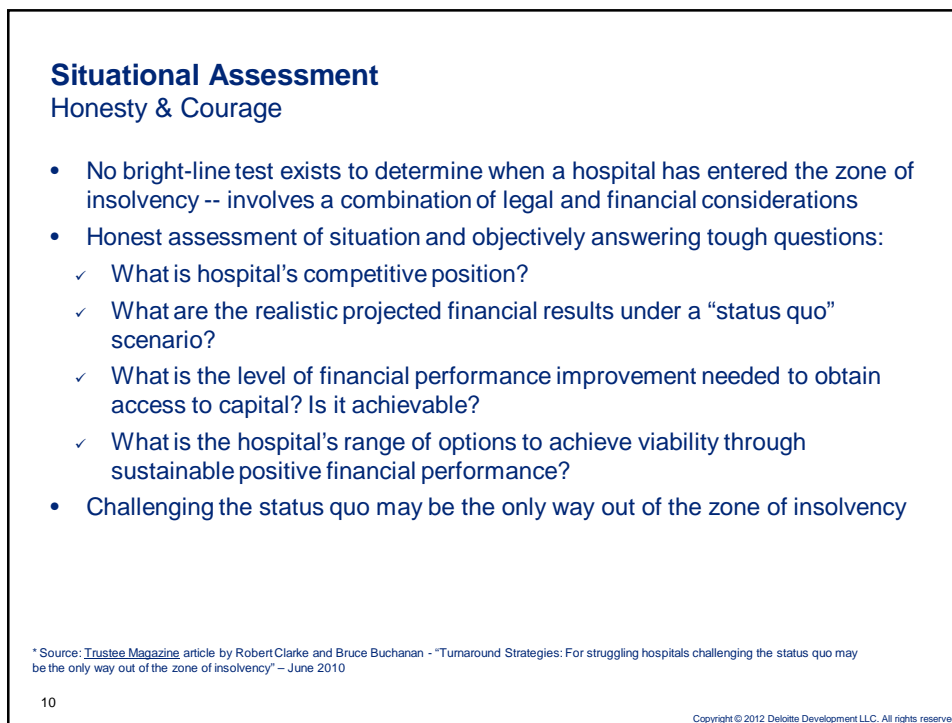 Situational Assessment
Honesty & Courage
• No bright-line test exists to determine when a hospital has entered the zone of
insolvency -- involves a combination of legal and financial considerations
• Honest assessment of situation and objectively answering tough questions:
✓ What is hospital's competitive position?
✓ What are the realistic projected financial results under a “status quo”
scenario?
✓ What is the level of financial performance improvement needed to obtain
access to capital? Is it achievable?
✓ What is the hospital's range of options to achieve viability through
sustainable positive financial performance?
• Challenging the status quo may be the only way out of the zone of insolvency
* Source: Trustee Magazine article by Robert Clarke and Bruce Buchanan - “Turnaround Strategies: For struggling hospitals challenging the status quo may
be the only way out of the zone of insolvency” – June 2010
10
Copyright © 2012 Deloitte Development LLC. All rights reserve